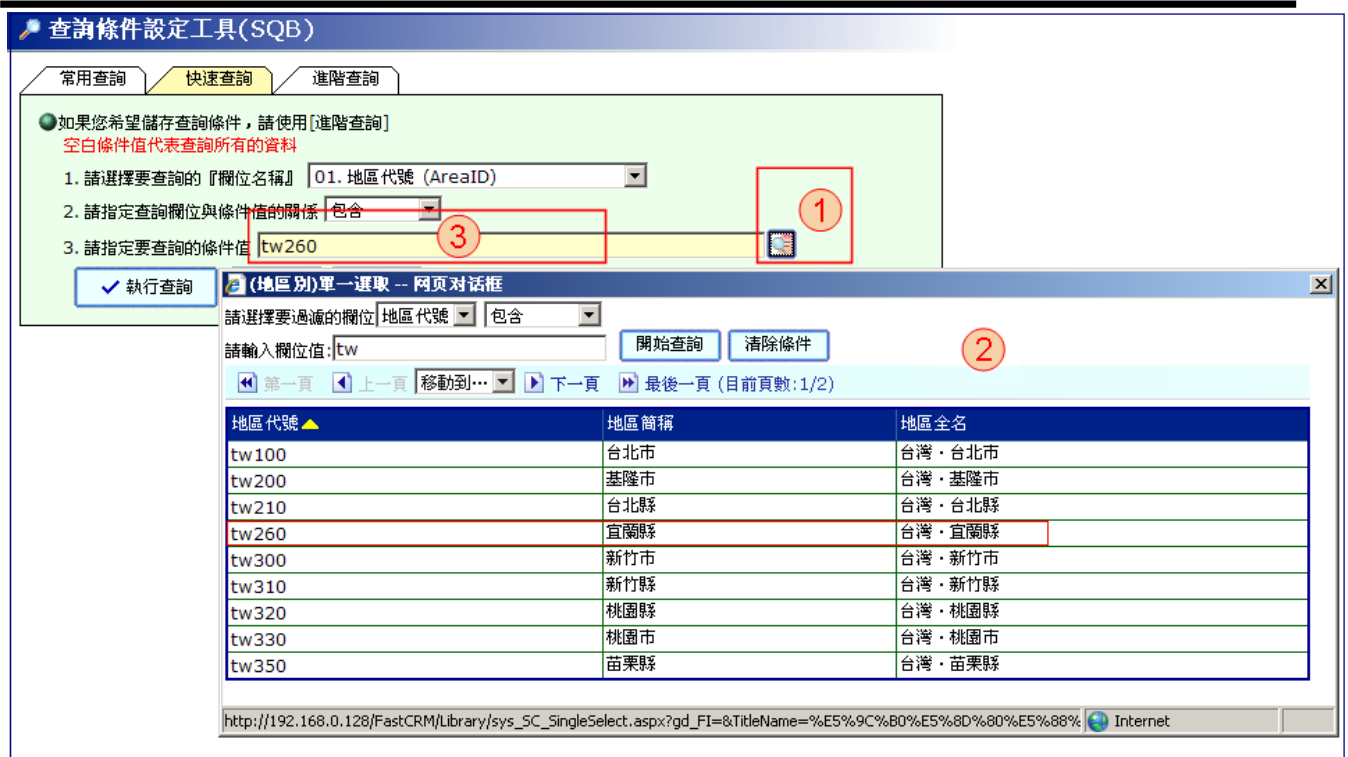 查詢條件設定工具(SQB)
常用查詢 快速查詢 進階查詢
如果您希望儲存查詢條件，請使用[進階查詢]
空白條件值代表查詢所有的資料
1. 請選擇要查詢的『欄位名稱』 01. 地區代號 (AreaID)
2. 請指定查詢欄位與條件值的關係 包含
1
3. 請指定要查詢的條件值 tw260
3
執行查詢
(地區別)單一選取 -- 网页对话框
請選擇要過濾的欄位 地區代號 包含
請輸入欄位值: tw 開始查詢 清除條件
2
第一頁 上一頁 移動到… 下一頁 最後一頁 (目前頁數:1/2)
地區代號 地區簡稱 地區全名
tw100 台北市 台灣・台北市
tw200 基隆市 台灣・基隆市
tw210 台北縣 台灣・台北縣
tw260 宜蘭縣 台灣・宜蘭縣
tw300 新竹市 台灣・新竹市
tw310 新竹縣 台灣・新竹縣
tw320 桃園縣 台灣・桃園縣
tw330 桃園市 台灣・桃園市
tw350 苗栗縣 台灣・苗栗縣
http://192.168.0.128/FastCRM/Library/sys_SC_SingleSelect.aspx?gd_FI=&TitleName=%E5%9C%B0%E5%8D%80%E5%88% Internet